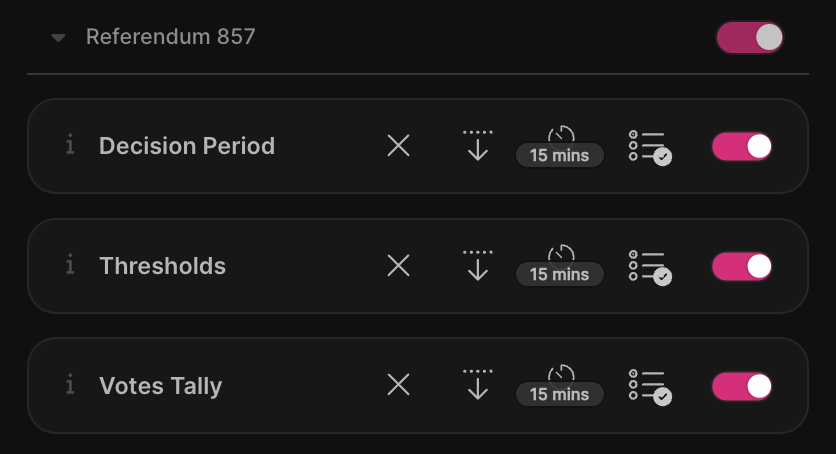 Referendum 857
i Decision Period 15 mins
i Thresholds 15 mins
i Votes Tally 15 mins